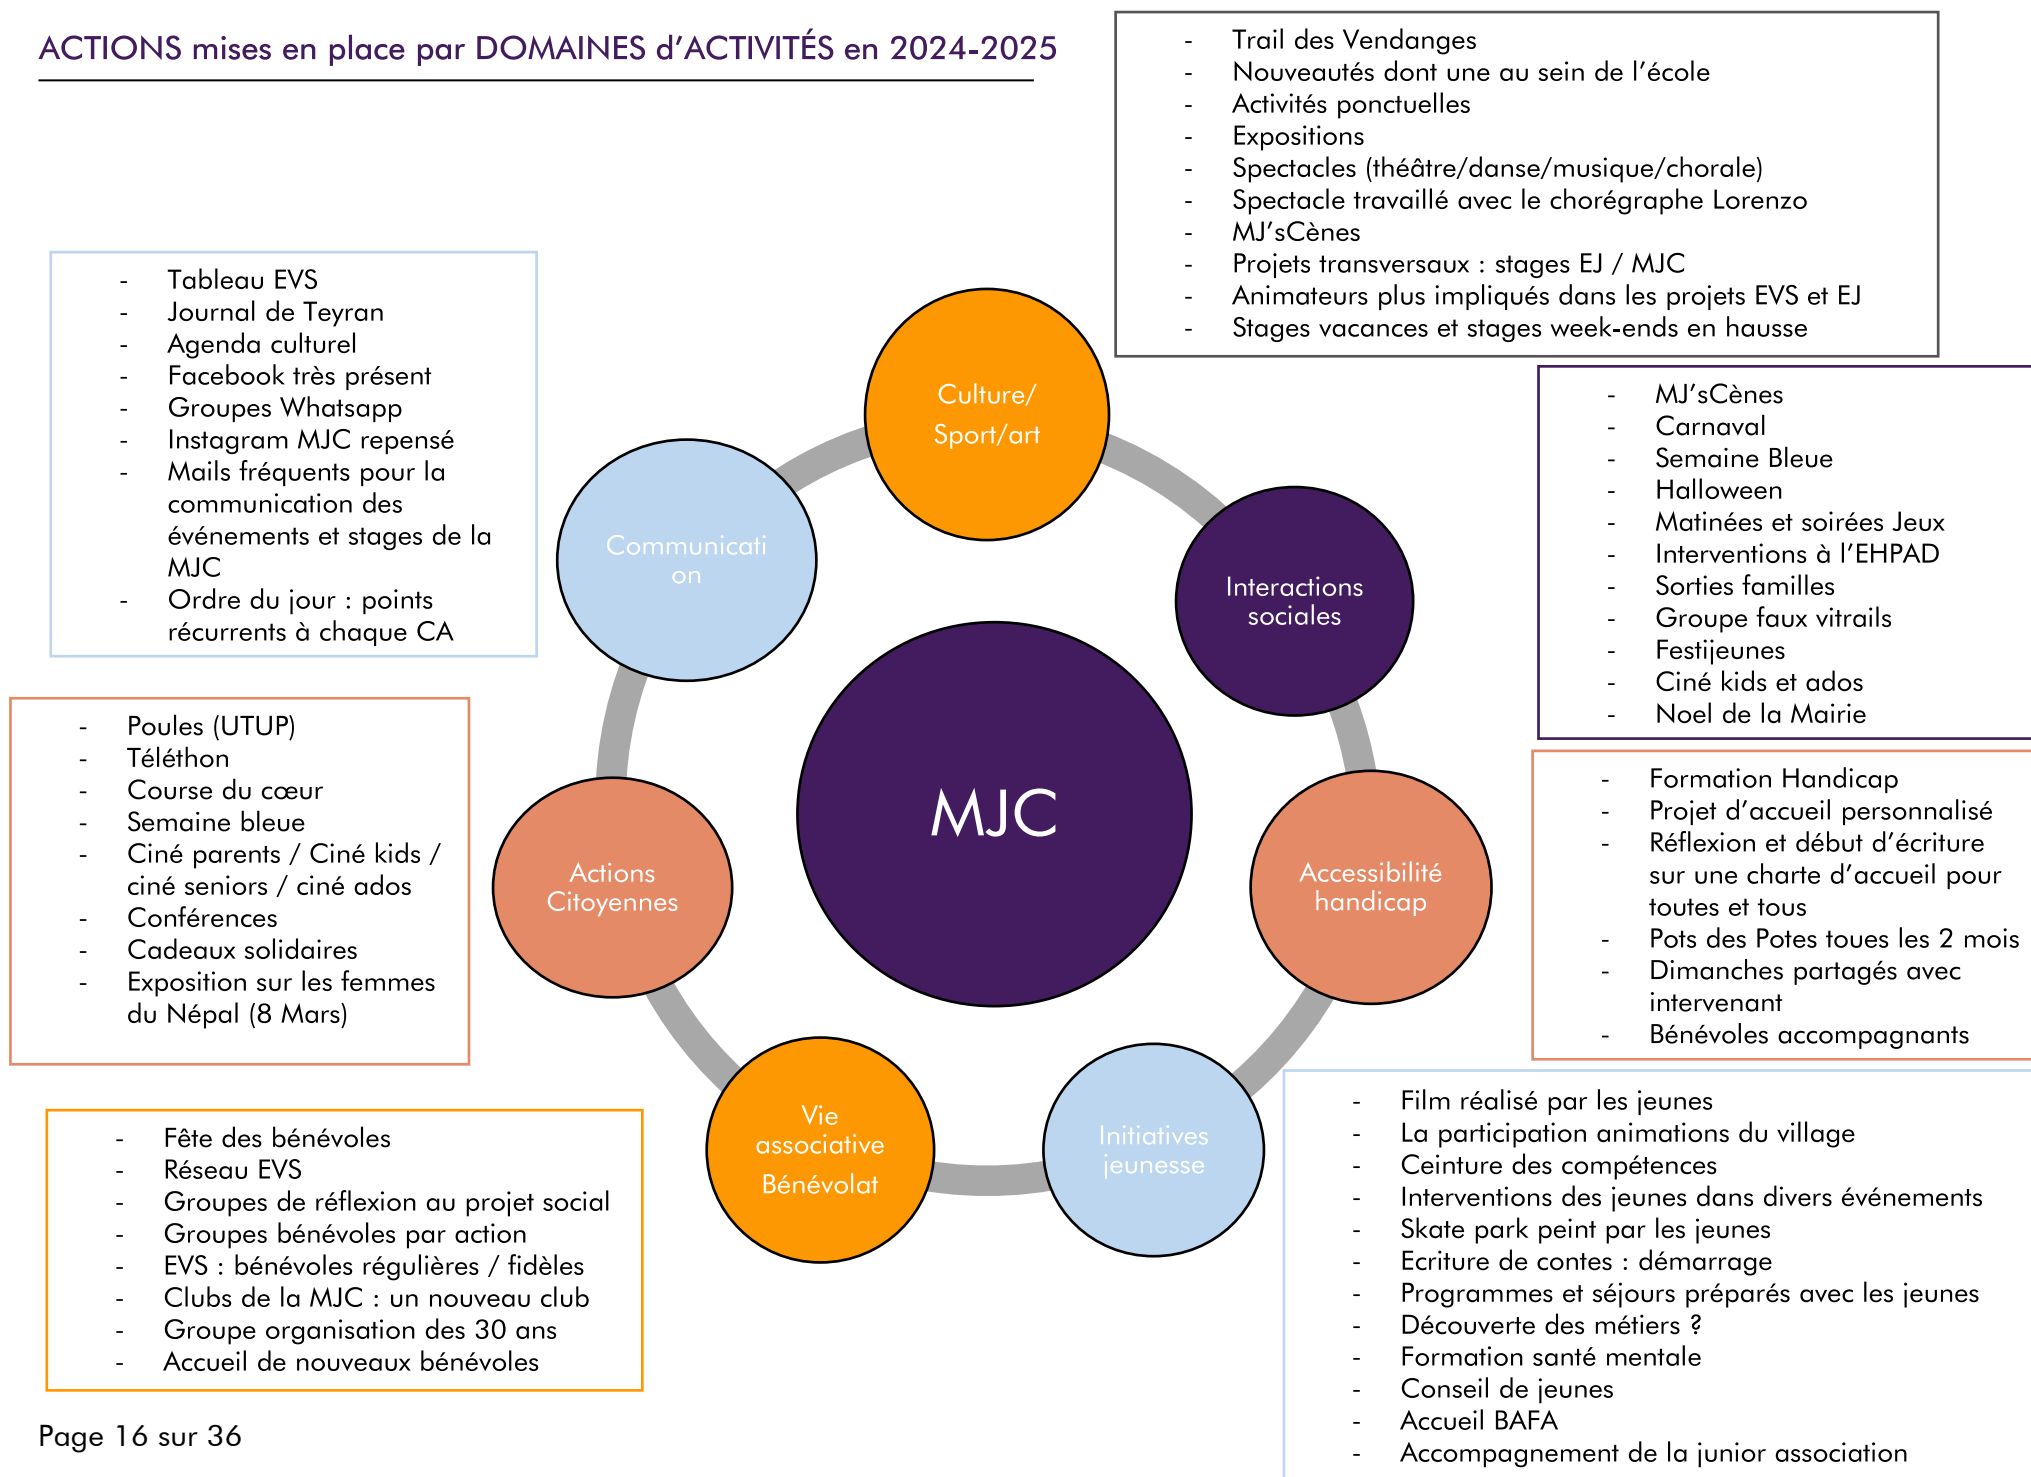 ACTIONS mises en place par DOMAINES d'ACTIVITÉS en 2024-2025
- Trail des Vendanges
- Nouveautés dont une au sein de l'école
- Activités ponctuelles
- Expositions
- Spectacles (théâtre/danse/musique/chorale)
- Spectacle travaillé avec le chorégraphe Lorenzo
- MJ'sCènes
- Projets transversaux : stages EJ / MJC
- Animateurs plus impliqués dans les projets EVS et EJ
- Stages vacances et stages week-ends en hausse
- Tableau EVS
- Journal de Teyran
- Agenda culturel
- Facebook très présent
- Groupes Whatsapp
- Instagram MJC repensé
- Mails fréquents pour la
communication des
événements et stages de la
MJC
- Ordre du jour : points
récurrents à chaque CA
Culture/
Sport/art
Communicati
on
Interactions
sociales
- MJ'sCènes
- Carnaval
- Semaine Bleue
- Halloween
- Matinées et soirées Jeux
- Interventions à l'EHPAD
- Sorties familles
- Groupe faux vitrails
- Festijeunes
- Ciné kids et ados
- Noel de la Mairie
- Poules (UTUP)
- Téléthon
- Course du cœur
- Semaine bleue
- Ciné parents / Ciné kids /
ciné seniors / ciné ados
- Conférences
- Cadeaux solidaires
- Exposition sur les femmes
du Népal (8 Mars)
MJC
Actions
Citoyennes
Accessibilité
handicap
- Formation Handicap
- Projet d'accueil personnalisé
- Réflexion et début d'écriture
sur une charte d'accueil pour
toutes et tous
- Pots des Potes toues les 2 mois
- Dimanches partagés avec
intervenant
- Bénévoles accompagnants
- Fête des bénévoles
- Réseau EVS
- Groupes de réflexion au projet social
- Groupes bénévoles par action
- EVS : bénévoles régulières / fidèles
- Clubs de la MJC : un nouveau club
- Groupe organisation des 30 ans
- Accueil de nouveaux bénévoles
Vie
associative
Bénévolat
Initiatives
jeunesse
- Film réalisé par les jeunes
- La participation animations du village
- Ceinture des compétences
- Interventions des jeunes dans divers événements
- Skate park peint par les jeunes
- Ecriture de contes : démarrage
- Programmes et séjours préparés avec les jeunes
- Découverte des métiers ?
- Formation santé mentale
- Conseil de jeunes
- Accueil BAFA
- Accompagnement de la junior association
Page 16 sur 36